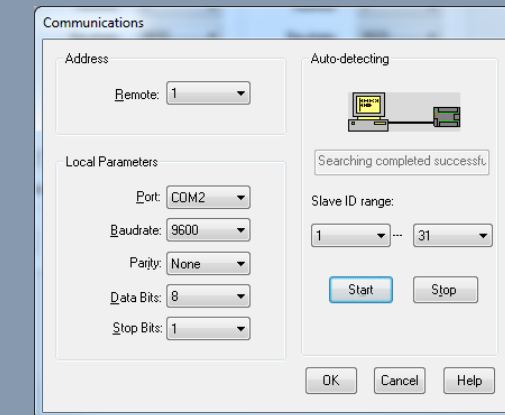 Communications
Address
Remote: 1
Local Parameters
Port: COM2
Baudrate: 9600
Parity: None
Data Bits: 8
Stop Bits: 1
Auto-detecting
Searching completed successfu
Slave ID range:
1 --- 31
Start Stop
OK Cancel Help